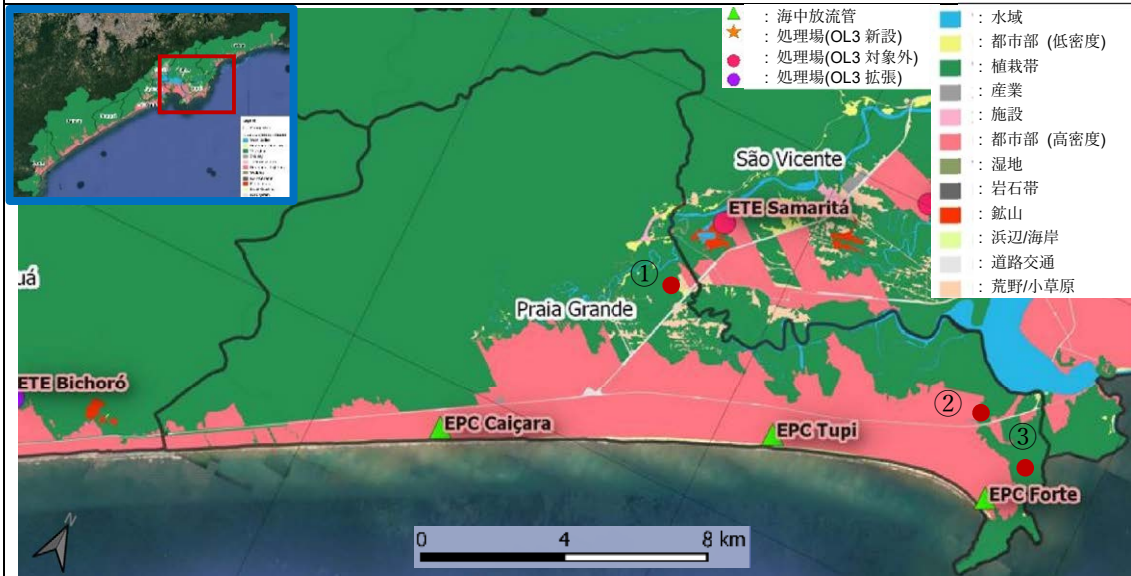 : 海中放流管
: 処理場(OL3 新設)
: 処理場(OL3 対象外)
: 処理場(OL3 拡張)
: 水域
: 都市部 (低密度)
: 植栽帯
: 産業
: 施設
: 都市部 (高密度)
: 湿地
: 岩石帯
: 鉱山
: 浜辺/海岸
: 道路交通
: 荒野/小草原
São Vicente
ETE Samaritá
①
uá
Praia Grande
ETE Bichoró
②
EPC Caiçara
EPC Tupi
③
EPC Forte
N
0 4 8 km